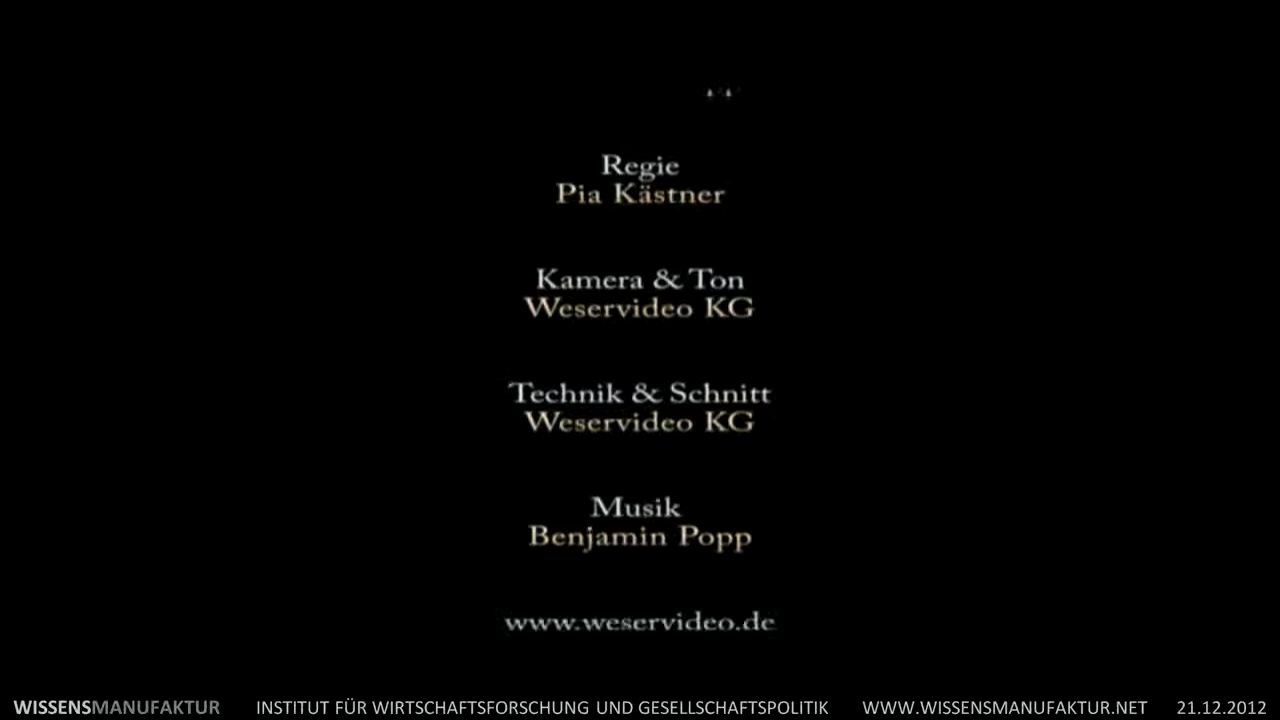 Regie
Pia Kästner
Kamera & Ton
Weservideo KG
Technik & Schnitt
Weservideo KG
Musik
Benjamin Popp
www.weservideo.de
WISSENSMANUFAKTUR INSTITUT FÜR WIRTSCHAFTSFORSCHUNG UND GESELLSCHAFTSPOLITIK WWW.WISSENSMANUFAKTUR.NET 21.12.2012